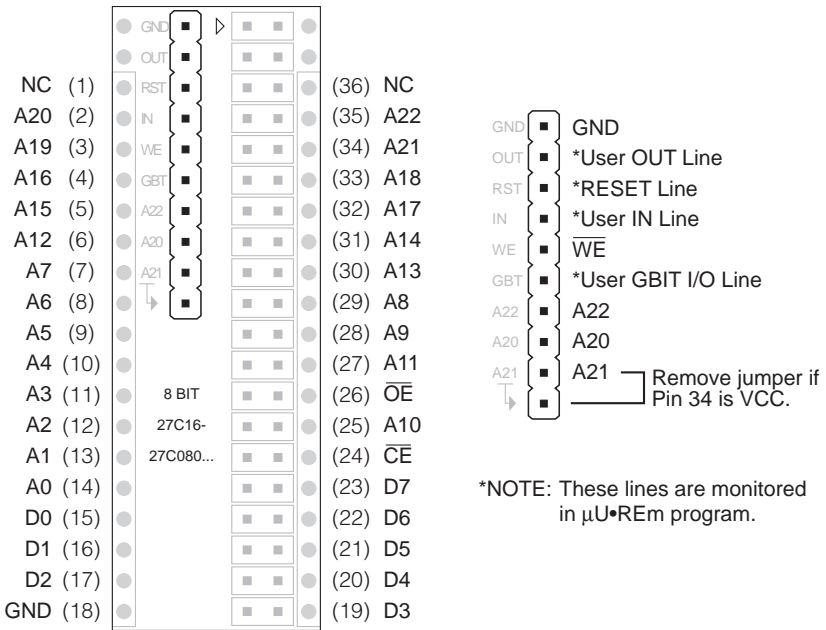 GND
OUT
NC (1) RST (36) NC
A20 (2) IN (35) A22
A19 (3) WE (34) A21
A16 (4) GBT (33) A18
A15 (5) A22 (32) A17
A12 (6) A20 (31) A14
A7 (7) A21 (30) A13
A6 (8) (29) A8
A5 (9) (28) A9
A4 (10) (27) A11
A3 (11) 8 BIT (26) O̅E̅
A2 (12) 27C16- (25) A10
A1 (13) 27C080... (24) C̅E̅
A0 (14) (23) D7
D0 (15) (22) D6
D1 (16) (21) D5
D2 (17) (20) D4
GND (18) (19) D3
GND GND
OUT *User OUT Line
RST *RESET Line
IN *User IN Line
WE W̅E̅
GBT *User GBIT I/O Line
A22 A22
A20 A20
A21 A21
Remove jumper if
Pin 34 is VCC.
*NOTE: These lines are monitored
in µU•REm program.